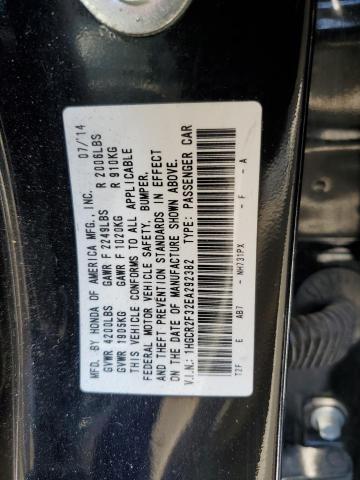 MFD. BY HONDA OF AMERICA MFG., INC. 07/14
GVWR 4200LBS GAWR F 2249LBS R 2006LBS
GVWR 1905KG GAWR F 1020KG R 910KG
THIS VEHICLE CONFORMS TO ALL APPLICABLE
FEDERAL MOTOR VEHICLE SAFETY, BUMPER,
AND THEFT PREVENTION STANDARDS IN EFFECT
ON THE DATE OF MANUFACTURE SHOWN ABOVE.
V.I.N.: 1HGCR2F32EA292382 TYPE: PASSENGER CAR
T2F E AB7 - NH731PX - F - A